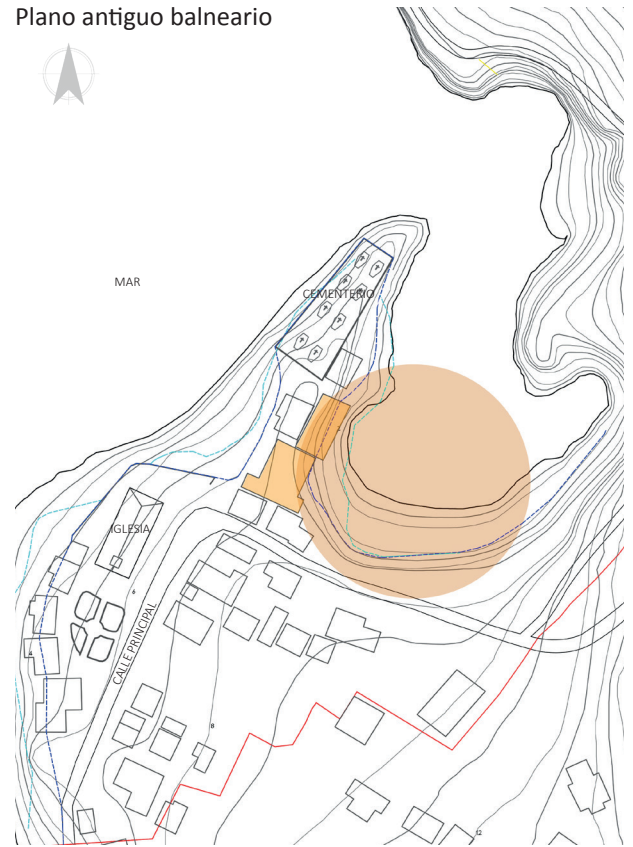 Plano antiguo balneario
MAR
CEMENTERIO
IGLESIA
6
CALLE PRINCIPAL
4
8
12